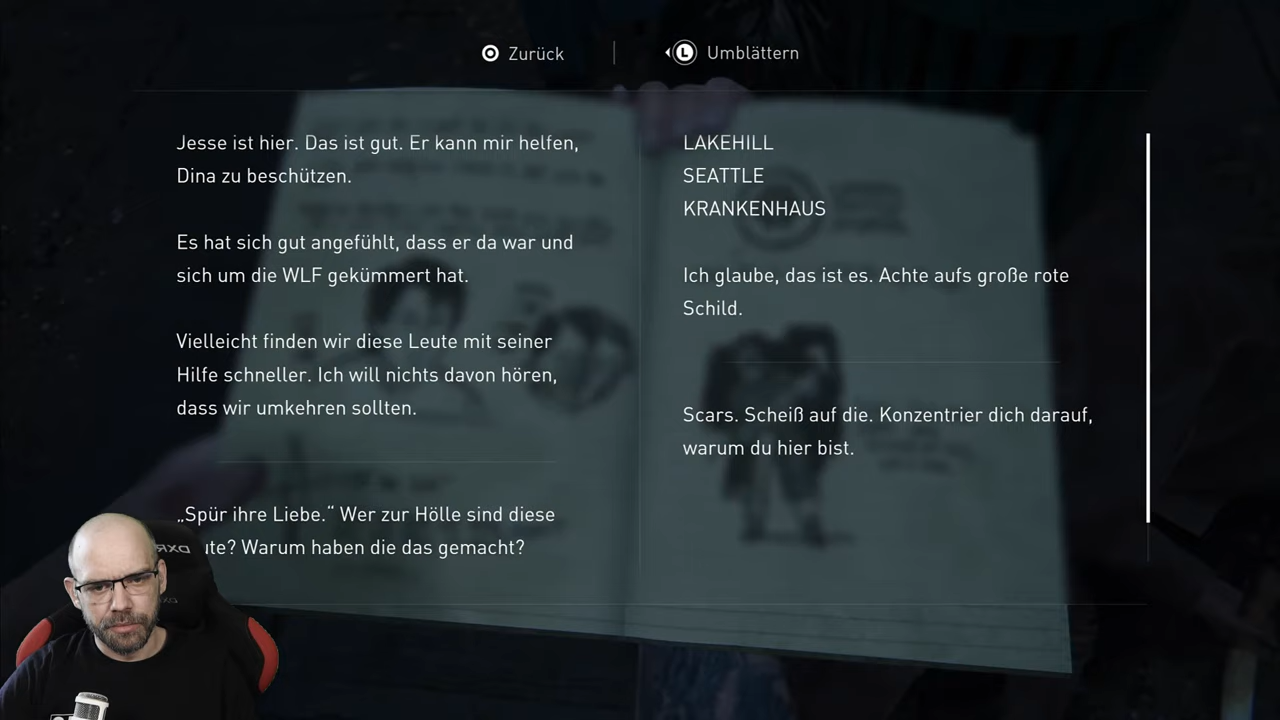 Zurück
Umblättern
Jesse ist hier. Das ist gut. Er kann mir helfen,
Dina zu beschützen.
Es hat sich gut angefühlt, dass er da war und
sich um die WLF gekümmert hat.
Vielleicht finden wir diese Leute mit seiner
Hilfe schneller. Ich will nichts davon hören,
dass wir umkehren sollten.
„Spür ihre Liebe.“ Wer zur Hölle sind diese
ute? Warum haben die das gemacht?
LAKEHILL
SEATTLE
KRANKENHAUS
Ich glaube, das ist es. Achte aufs große rote
Schild.
Scars. Scheiß auf die. Konzentrier dich darauf,
warum du hier bist.